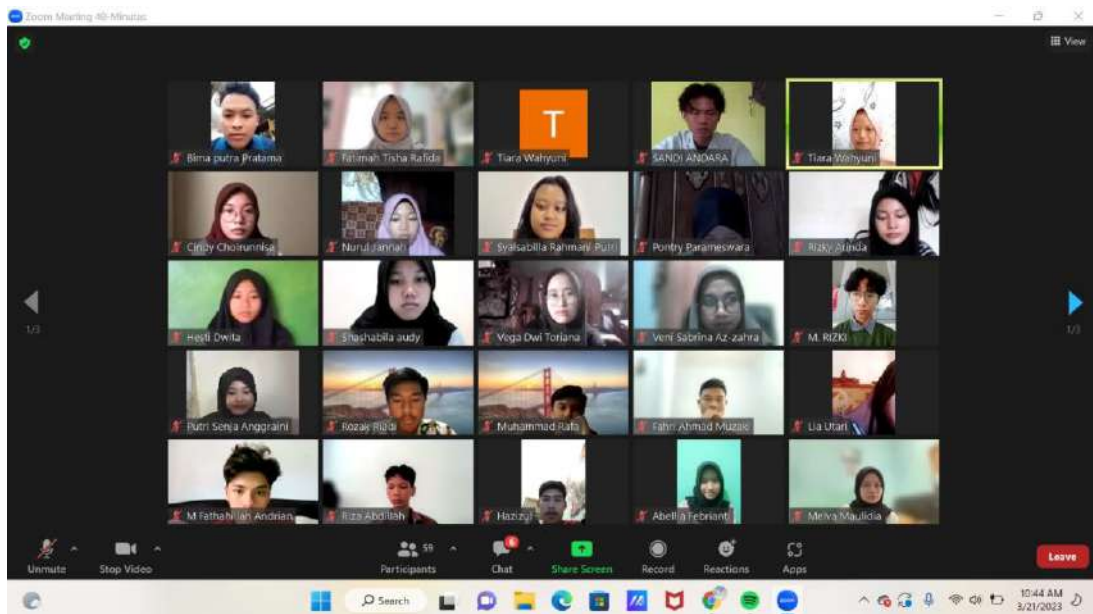 Zoom Meeting 40-Minutes
View
Bima putra Pratama
Fatimah Tisha Rafida
T
Tiara Wahyuni
SANDI ANDARA
Tiara Wahyuni
Cindy Choirunnisa
Nurul Jannah
Syalsabilla Rahmani Putri
Pontry Parameswara
Rizky Arinda
Hesti Dwita
Shashabila audy
Vega Dwi Toriana
Veni Sabrina Az-zahra
M. RIZKI
1/3
1/3
Putri Senja Anggraini
Rozak Riadi
Muhammad Rafa
Fahri Ahmad Muzaki
Lia Utari
M Fathahillah Andrian
Riza Abdillah
Hazizul
Abellia Febrianti
Melva Maulidia
Unmute
Stop Video
59
Participants
6
Chat
Share Screen
Record
Reactions
Apps
Leave
Search
10:44 AM
3/21/2023